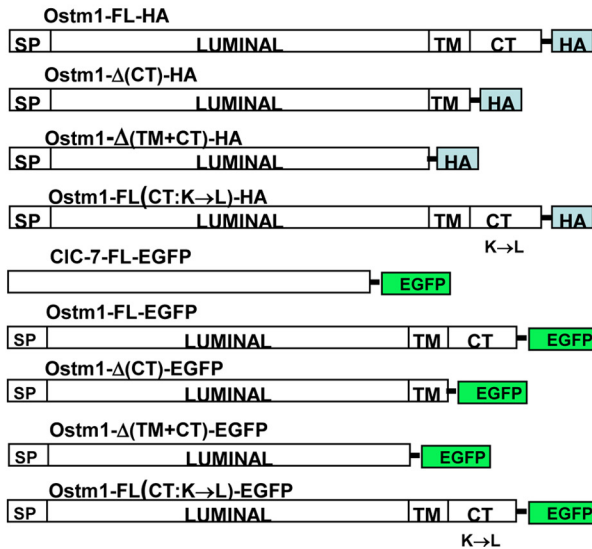 Ostm1-FL-HA
SP LUMINAL TM CT HA
Ostm1-Δ(CT)-HA
SP LUMINAL TM HA
Ostm1-Δ(TM+CT)-HA
SP LUMINAL HA
Ostm1-FL(CT:K→L)-HA
SP LUMINAL TM CT HA
K→L
ClC-7-FL-EGFP
EGFP
Ostm1-FL-EGFP
SP LUMINAL TM CT EGFP
Ostm1-Δ(CT)-EGFP
SP LUMINAL TM EGFP
Ostm1-Δ(TM+CT)-EGFP
SP LUMINAL EGFP
Ostm1-FL(CT:K→L)-EGFP
SP LUMINAL TM CT EGFP
K→L